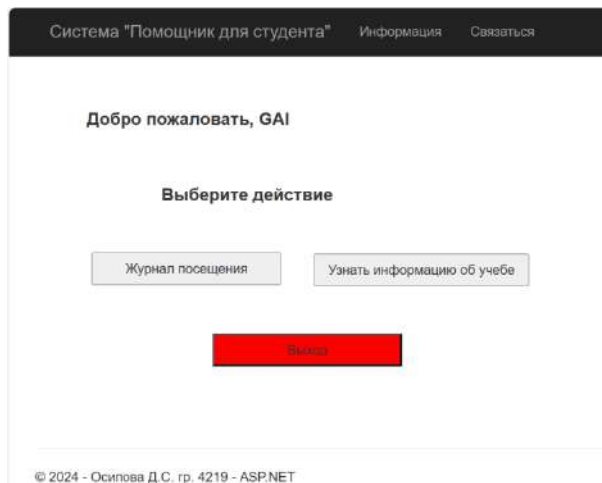 Система "Помощник для студента" Информация Связаться
Добро пожаловать, GAI
Выберите действие
Журнал посещения Узнать информацию об учебе
Выход
© 2024 - Осипова Д.С. гр. 4219 - ASP.NET